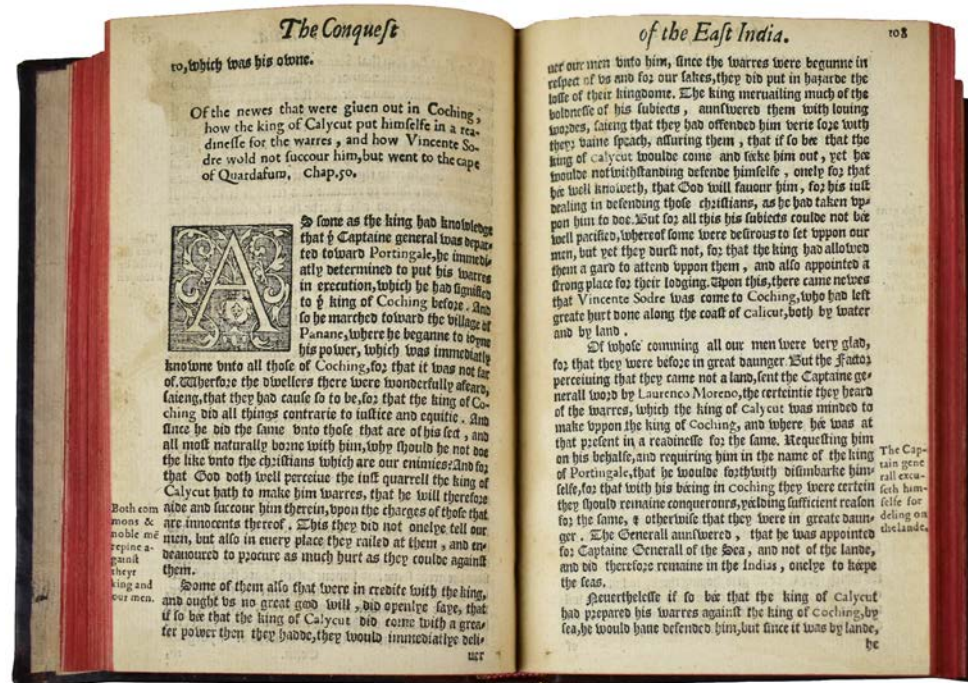 The Conqueſt
to, which was his owne.
Of the newes that were giuen out in Coching,
how the king of Calycut put himſelfe in a rea-
dineſſe for the warres, and how Vincente So-
dre wold not ſuccour him, but went to the cape
of Quardafum. Chap.50.
AS ſoone as the king had knowledge
that ẏ Captaine general was depar-
ted toward Portingale, he immedi-
atly determined to put his warres
in execution, which he had ſignified
to ẏ king of Coching before. And
ſo he marched toward the village of
Panane, where he beganne to ioyne
his power, which was immediatly
knowne vnto all thoſe of Coching, for that it was not far
of. Wherfore the dwellers there were wonderfully afeard,
ſaieng, that they had cauſe ſo to be, for that the king of Co-
ching did all things contrarie to iuſtice and equitie. And
ſince he did the ſame vnto thoſe that are of his ſect, and
all moſt naturally borne with him, why ſhould he not doe
the like vnto the chriſtians which are our enimies? And for
that God doth well perceiue the iuſt quarrell the king of
Calycut hath to make him warres, that he will therefore
aide and ſuccour him therein, vpon the charges of thoſe that
are innocents thereof. This they did not onelye tell our
men, but alſo in euery place they railed at them, and en-
deauoured to procure as much hurt as they coulde againſt
them.
Both com
mons &
noble mē
repine a-
gainſt
theyr
king and
our men.
Some of them alſo that were in credite with the king,
and ought vs no great good will, did openlye ſaye, that
if ſo bée that the king of Calycut did come with a grea-
ter power then they hadde, they would immediatlye deli-
uer
of the Eaſt India.
108
uer our men vnto him, ſince the warres were begunne in
reſpect of vs and for our ſakes, they did put in hazarde the
loſſe of their kingdome. The king meruailing much of the
boldneſſe of his ſubiects, aunſwered them with louing
wordes, ſaieng that they had offended him verie ſore with
theyr vaine ſpeach, aſſuring them, that if ſo bée that the
king of Calycut woulde come and ſéeke him out, yet hée
woulde notwithſtanding defende himſelfe, onely for that
hée well knoweth, that God will fauour him, for his iuſt
dealing in defending thoſe chriſtians, as he had taken vp-
pon him to doe. But for all this his ſubiects coulde not bée
well pacified, whereof ſome were deſirous to ſet vppon our
men, but yet they durſt not, for that the king had allowed
them a gard to attend vppon them, and alſo appointed a
ſtrong place for their lodging. Upon this, there came newes
that Vincente Sodre was come to Coching, who had left
greate hurt done along the coaſt of Calicut, both by water
and by land.
Of whoſe comming all our men were very glad,
for that they were before in great daunger But the Factor
perceiuing that they came not a land, ſent the Captaine ge-
nerall word by Laurenco Moreno, the certeintie they heard
of the warres, which the king of Calycut was minded to
make vppon the king of Coching, and where hée was at
that preſent in a readineſſe for the ſame. Requeſting him
on his behalfe, and requiring him in the name of the king
of Portingale, that he woulde forthwith diſimbarke him-
ſelfe, for that with his béeing in Coching they were certein
they ſhould remaine conquerours, yéelding ſufficient reaſon
for the ſame, & otherwiſe that they were in greate daun-
ger. The Generall aunſwered, that he was appointed
for Captaine Generall of the Sea, and not of the lande,
and did therefore remaine in the Indias, onelye to kéepe
the ſeas.
The Cap-
tain gene
rall excu-
ſeth him-
ſelfe for
deling on
the lande.
Neuertheleſſe if ſo bée that the king of Calycut
had prepared his warres againſt the king of Coching, by
ſea, he would haue defended him, but ſince it was by lande,
he